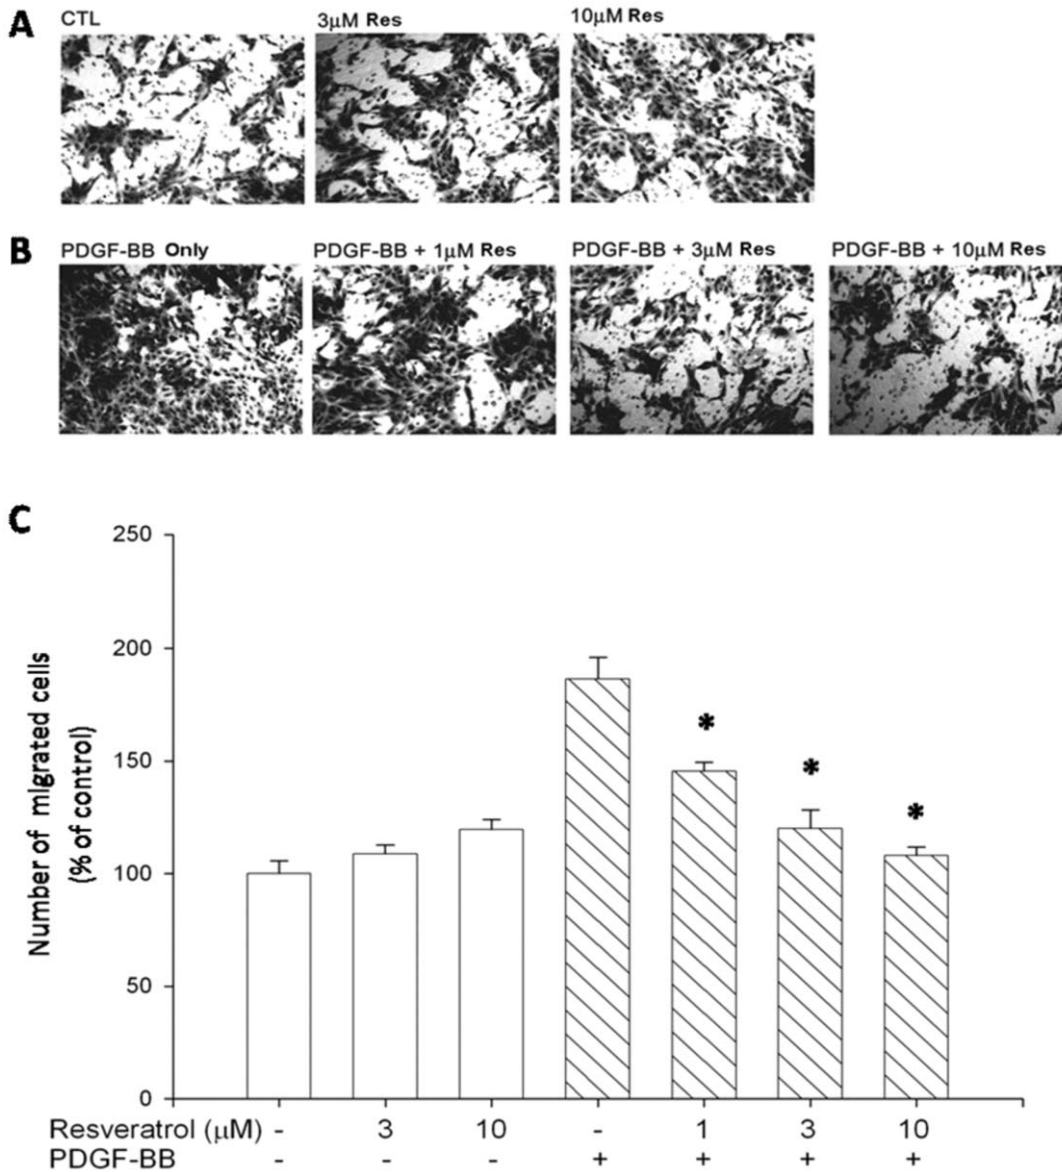 A
CTL
3μM Res
10μM Res
B
PDGF-BB Only
PDGF-BB + 1μM Res
PDGF-BB + 3μM Res
PDGF-BB + 10μM Res
C
Number of migrated cells
(% of control)
250
200
150
100
50
0
*
*
*
Resveratrol (μM) - 3 10 - 1 3 10
PDGF-BB - - - + + + +